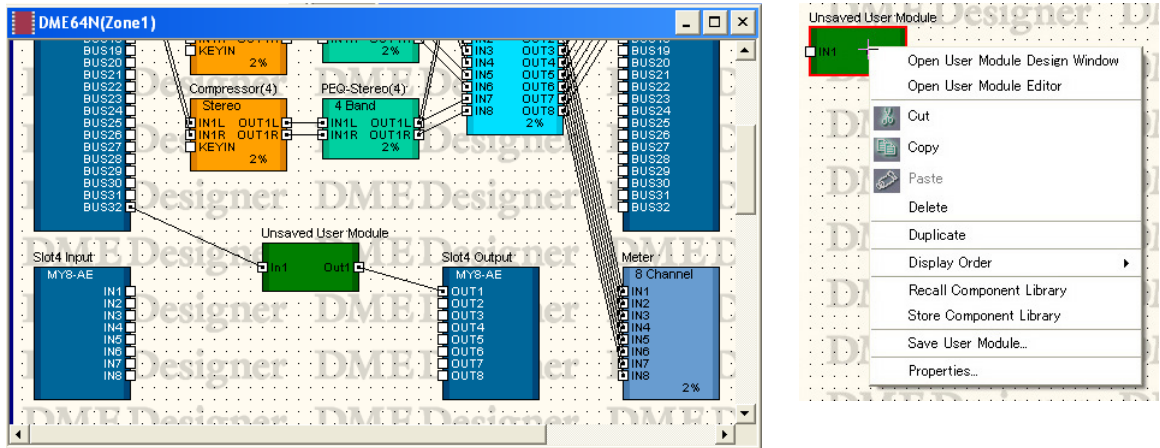 DME64N(Zone1)
BUS19
BUS20
BUS21
BUS22
BUS23
BUS24
BUS25
BUS26
BUS27
BUS28
BUS29
BUS30
BUS31
BUS32
KEYIN
2%
2%
IN3 OUT3
IN4 OUT4
IN5 OUT5
IN6 OUT6
IN7 OUT7
IN8 OUT8
2%
Compressor(4)
Stereo
IN1L OUT1L
IN1R OUT1R
KEYIN
2%
PEQ-Stereo(4)
4 Band
IN1L OUT1L
IN1R OUT1R
2%
BUS19
BUS20
BUS21
BUS22
BUS23
BUS24
BUS25
BUS26
BUS27
BUS28
BUS29
BUS30
BUS31
BUS32
Unsaved User Module
In1 Out1
Slot4 Input
MY8-AE
IN1
IN2
IN3
IN4
IN5
IN6
IN7
IN8
Slot4 Output
MY8-AE
OUT1
OUT2
OUT3
OUT4
OUT5
OUT6
OUT7
OUT8
Meter
8 Channel
IN1
IN2
IN3
IN4
IN5
IN6
IN7
IN8
2%
DME Designer
Unsaved User Module
IN1
Open User Module Design Window
Open User Module Editor
Cut
Copy
Paste
Delete
Duplicate
Display Order
Recall Component Library
Store Component Library
Save User Module...
Properties...